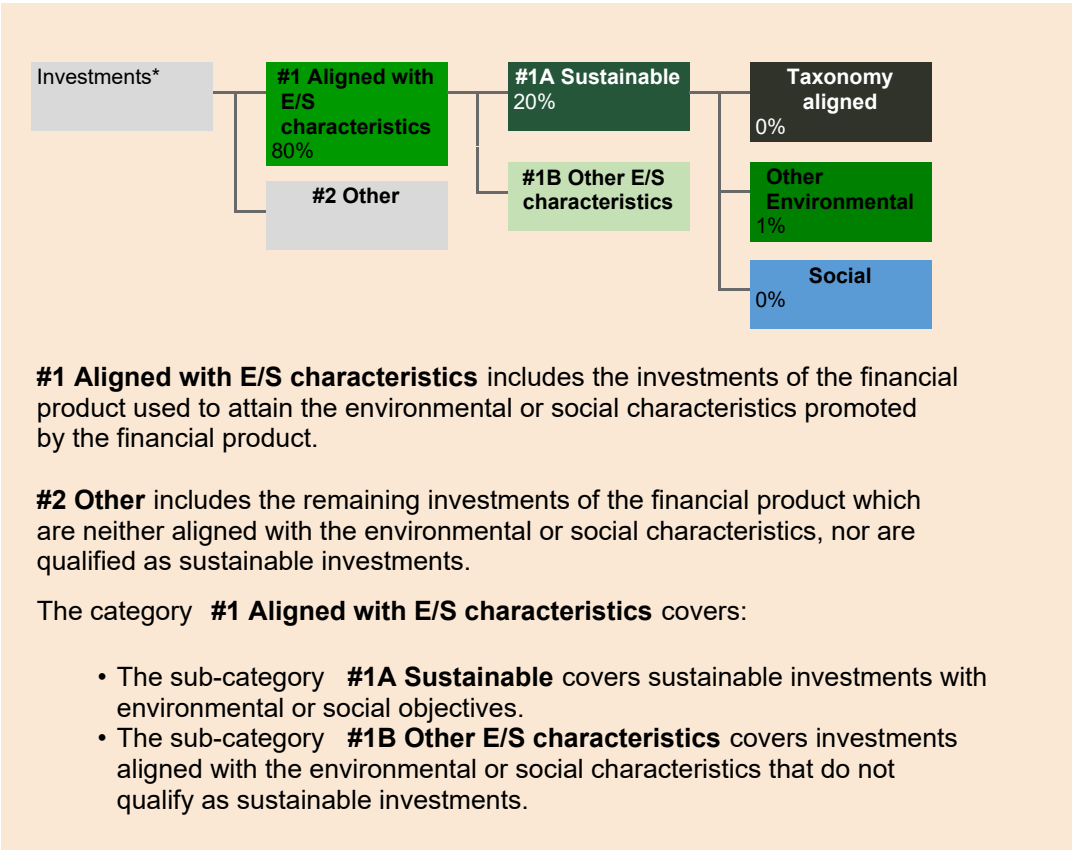 Investments*
#1 Aligned with
E/S
characteristics
80%
#2 Other
#1A Sustainable
20%
#1B Other E/S
characteristics
Taxonomy
aligned
0%
Other
Environmental
1%
Social
0%
#1 Aligned with E/S characteristics includes the investments of the financial
product used to attain the environmental or social characteristics promoted
by the financial product.
#2 Other includes the remaining investments of the financial product which
are neither aligned with the environmental or social characteristics, nor are
qualified as sustainable investments.
The category #1 Aligned with E/S characteristics covers:
• The sub-category #1A Sustainable covers sustainable investments with
environmental or social objectives.
• The sub-category #1B Other E/S characteristics covers investments
aligned with the environmental or social characteristics that do not
qualify as sustainable investments.